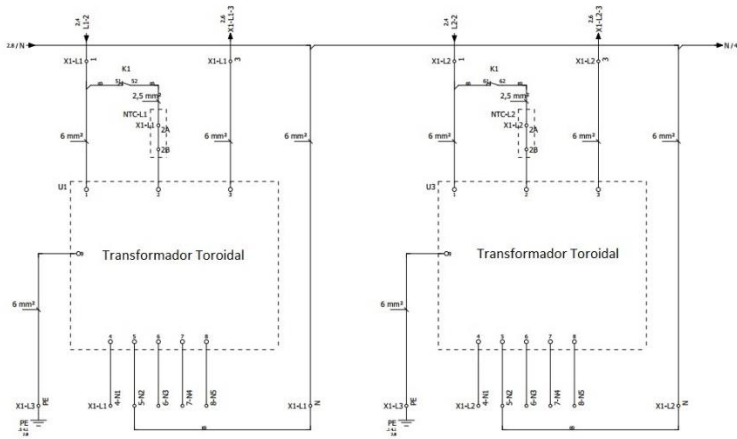 2.4
L1-2
2.6
X1-L1-3
2.4
L2-2
2.6
X1-L2-3
2.8 / N
N / 4
X1-L1
1
X1-L1
3
X1-L2
1
X1-L2
3
K1
51
52
K1
61
62
2,5 mm²
2,5 mm²
NTC-L1
X1-L1
2A
2B
NTC-L2
X1-L2
2A
2B
6 mm²
6 mm²
6 mm²
6 mm²
6 mm²
6 mm²
U1
1
2
3
U3
1
2
3
Transformador Toroidal
Transformador Toroidal
6 mm²
6 mm²
4
5
6
7
8
4
5
6
7
8
X1-L3
PE
X1-L1
4-N1
5-N2
6-N3
7-N4
8-N5
X1-L1
N
X1-L3
PE
X1-L2
4-N1
5-N2
6-N3
7-N4
8-N5
X1-L2
N
PE
PE